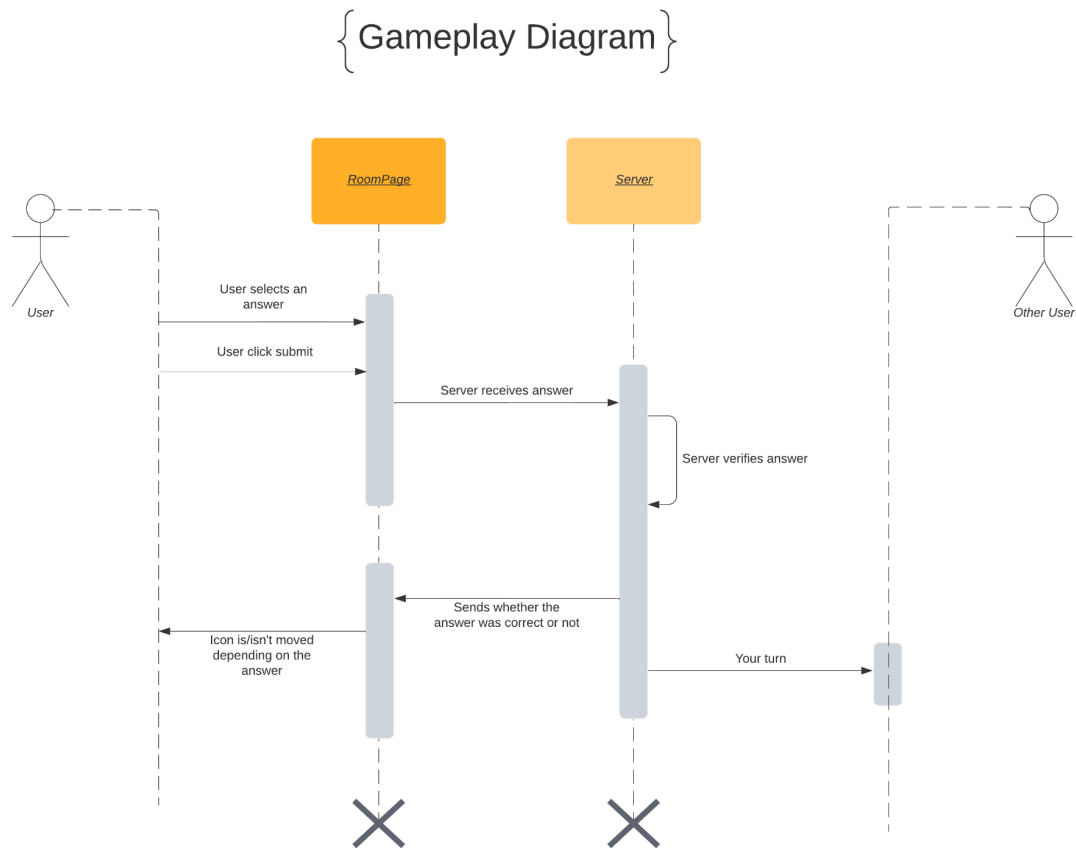 Gameplay Diagram
RoomPage
Server
User
Other User
User selects an
answer
User click submit
Server receives answer
Server verifies answer
Sends whether the
answer was correct or not
Icon is/isn't moved
depending on the
answer
Your turn